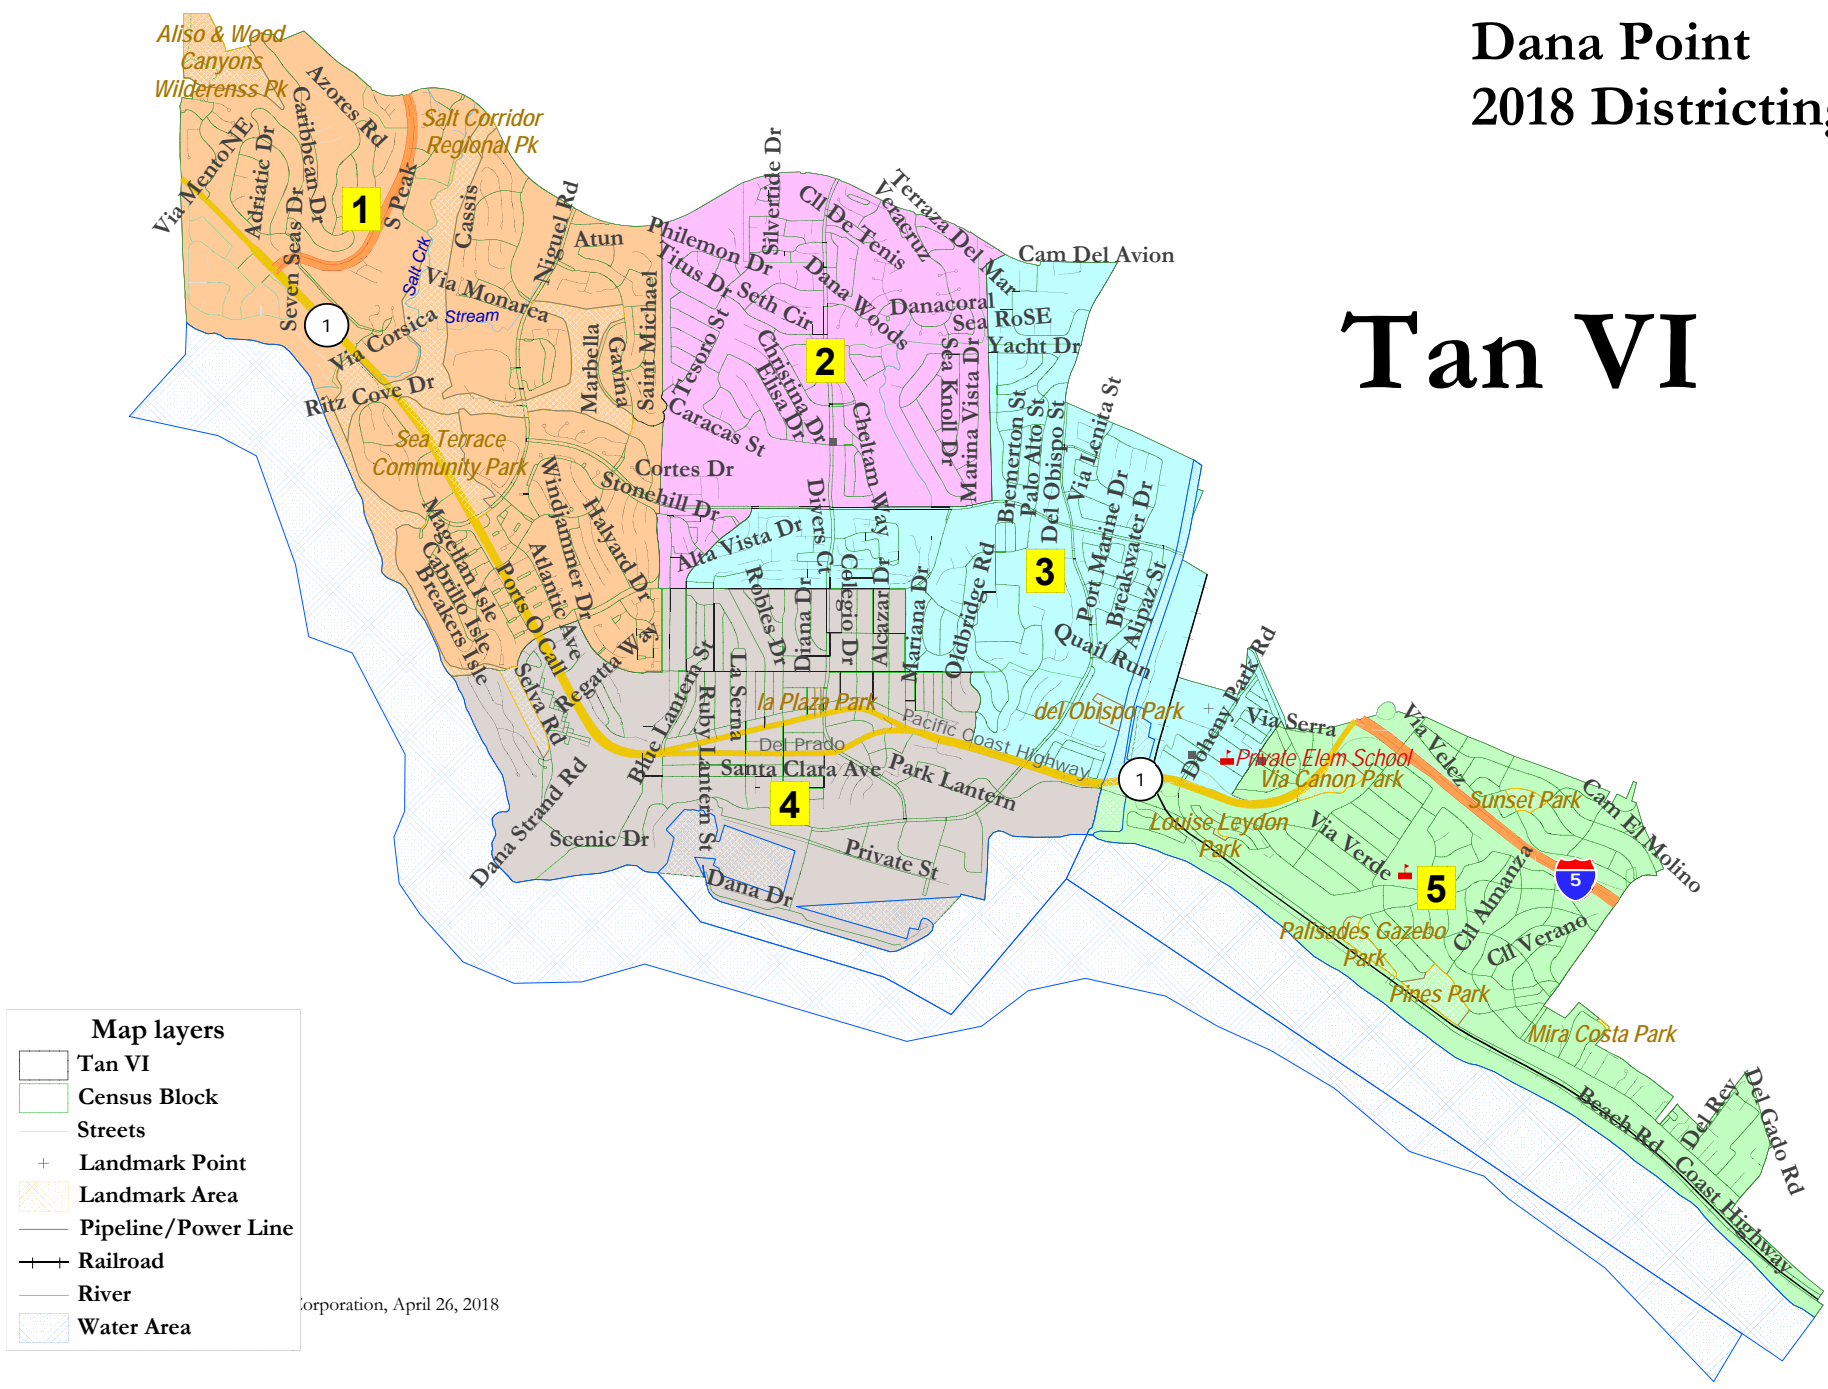 Dana Point
2018 Districting
Tan VI
Aliso & Wood
Canyons
Wilderenss Pk
Azores Rd
Caribbean Dr
Adriatic Dr
Via MentoNE
Seven Seas Dr
1
S Peak
Salt Corridor
Regional Pk
Cassis
Salt Crk
Stream
Niguel Rd
Atun
Via Monarca
Via Corsica
1
Ritz Cove Dr
Marbella
Gavina
Saint Michael
Sea Terrace
Community Park
Windjammer Dr
Halyard Dr
Magellan Isle
Cabrillo Isle
Breakers Isle
Ports O Call
Atlantic Ave
Regatta Way
Selva Rd
Philemon Dr
Titus Dr
Seth Cir
Silvertide Dr
Cll De Tenis
Veracruz
Terraza Del Mar
Dana Woods
Danacoral
Sea RoSE
Cam Del Avion
Yacht Dr
2
Tesoro St
Christina Dr
Elisa Dr
Caracas St
Cheltam Way
Sea Knoll Dr
Marina Vista Dr
Cortes Dr
Stonehill Dr
Alta Vista Dr
Divers Ct
Bremerton St
Palo Alto St
Del Obispo St
Via Lenita St
Port Marine Dr
Breakwater Dr
Alipaz St
3
Quail Run
Oldbridge Rd
Mariana Dr
Alcazar Dr
Colegio Dr
Diana Dr
Robles Dr
La Serna
Ruby Lantern St
Blue Lantern St
la Plaza Park
Del Prado
Pacific Coast Highway
Santa Clara Ave
Park Lantern
4
Dana Strand Rd
Scenic Dr
Private St
Dana Dr
del Obispo Park
Doheny Park Rd
1
Via Serra
Private Elem School
Via Canon Park
Louise Leydon
Park
Via Velez
Sunset Park
Cam El Molino
Via Verde
5
5
Cll Almanza
Cll Verano
Palisades Gazebo
Park
Pines Park
Mira Costa Park
Beach Rd
Del Rey
Del Gado Rd
Coast Highway
Map layers
Tan VI
Census Block
Streets
Landmark Point
Landmark Area
Pipeline/Power Line
Railroad
River
Water Area
Corporation, April 26, 2018